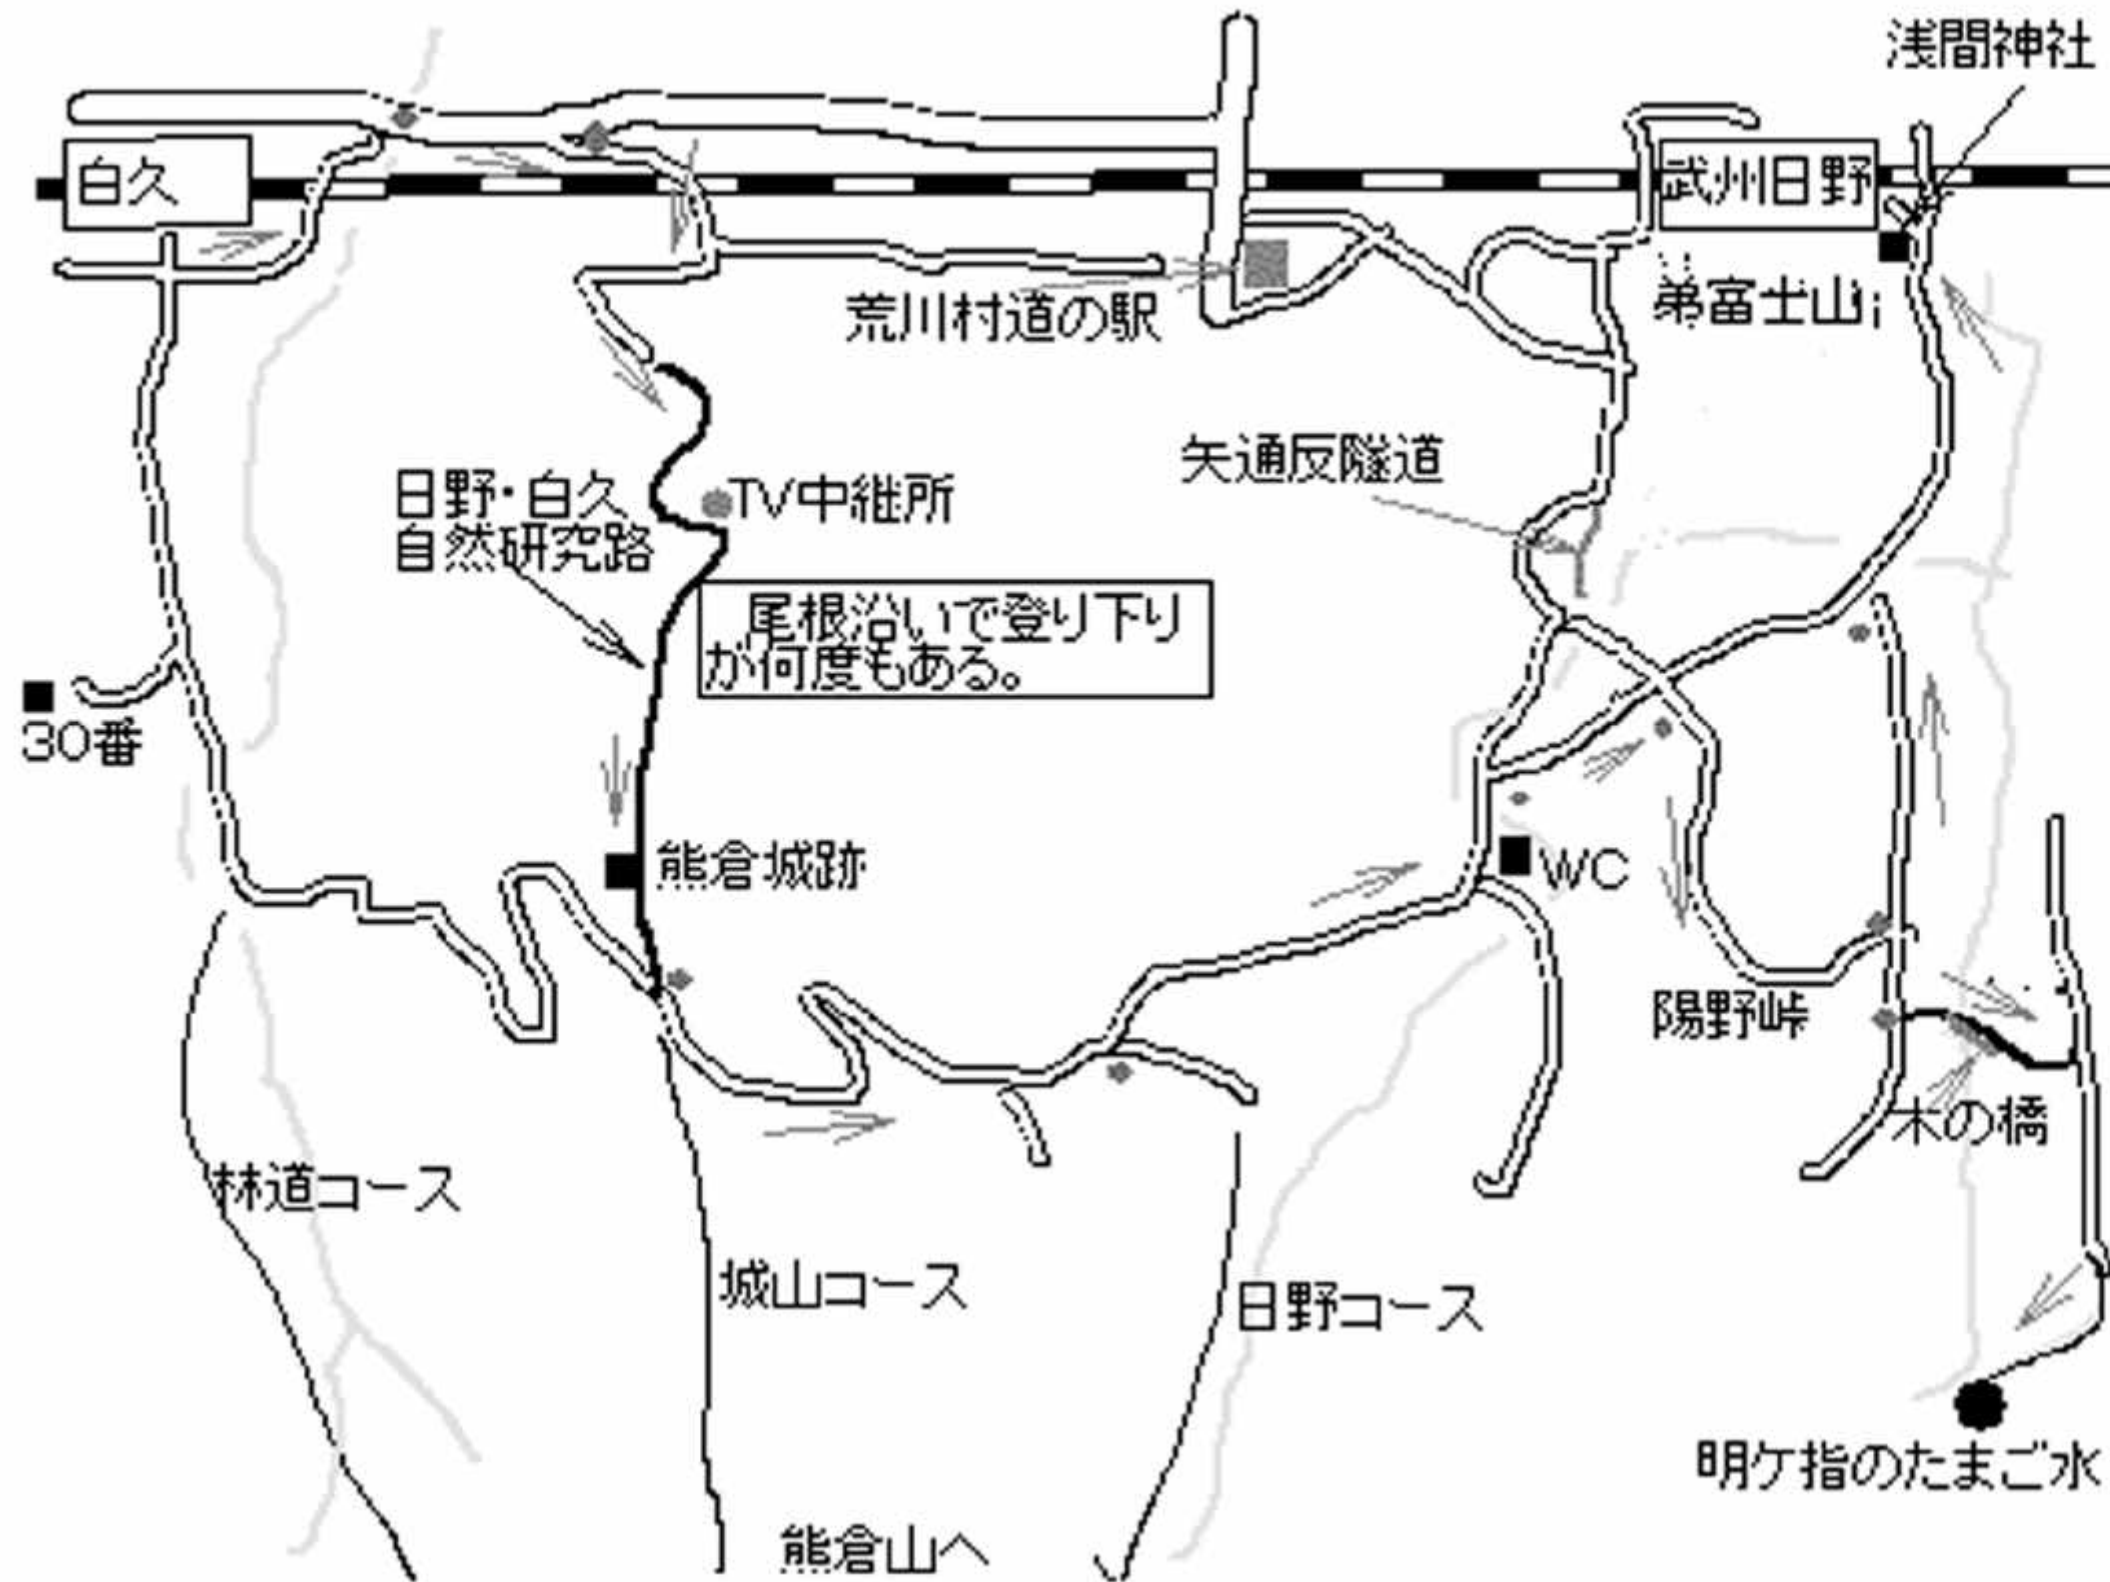 浅間神社
白久
武州日野
荒川村道の駅
弟富士山
矢通反隧道
日野・白久
自然研究路
TV中継所
尾根沿いで登り下り
が何度もある。
30番
熊倉城跡
WC
陽野峠
木の橋
林道コース
城山コース
日野コース
明ケ指のたまご水
熊倉山へ